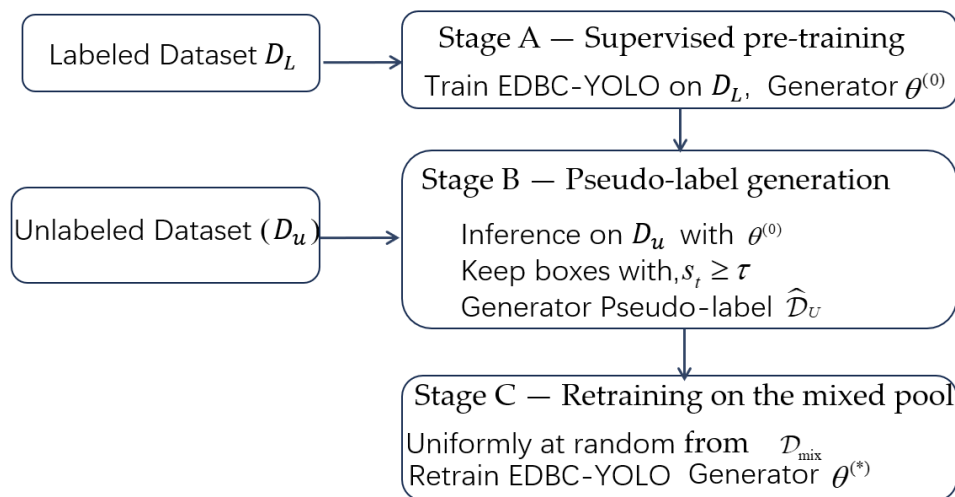 Labeled Dataset D_L
Stage A — Supervised pre-training
Train EDBC-YOLO on D_L, Generator θ^(0)
Unlabeled Dataset (D_u)
Stage B — Pseudo-label generation
Inference on D_u with θ^(0)
Keep boxes with,s_t ≥ τ
Generator Pseudo-label 𝒟̂_U
Stage C — Retraining on the mixed pool
Uniformly at random from 𝒟_mix
Retrain EDBC-YOLO Generator θ^(*)